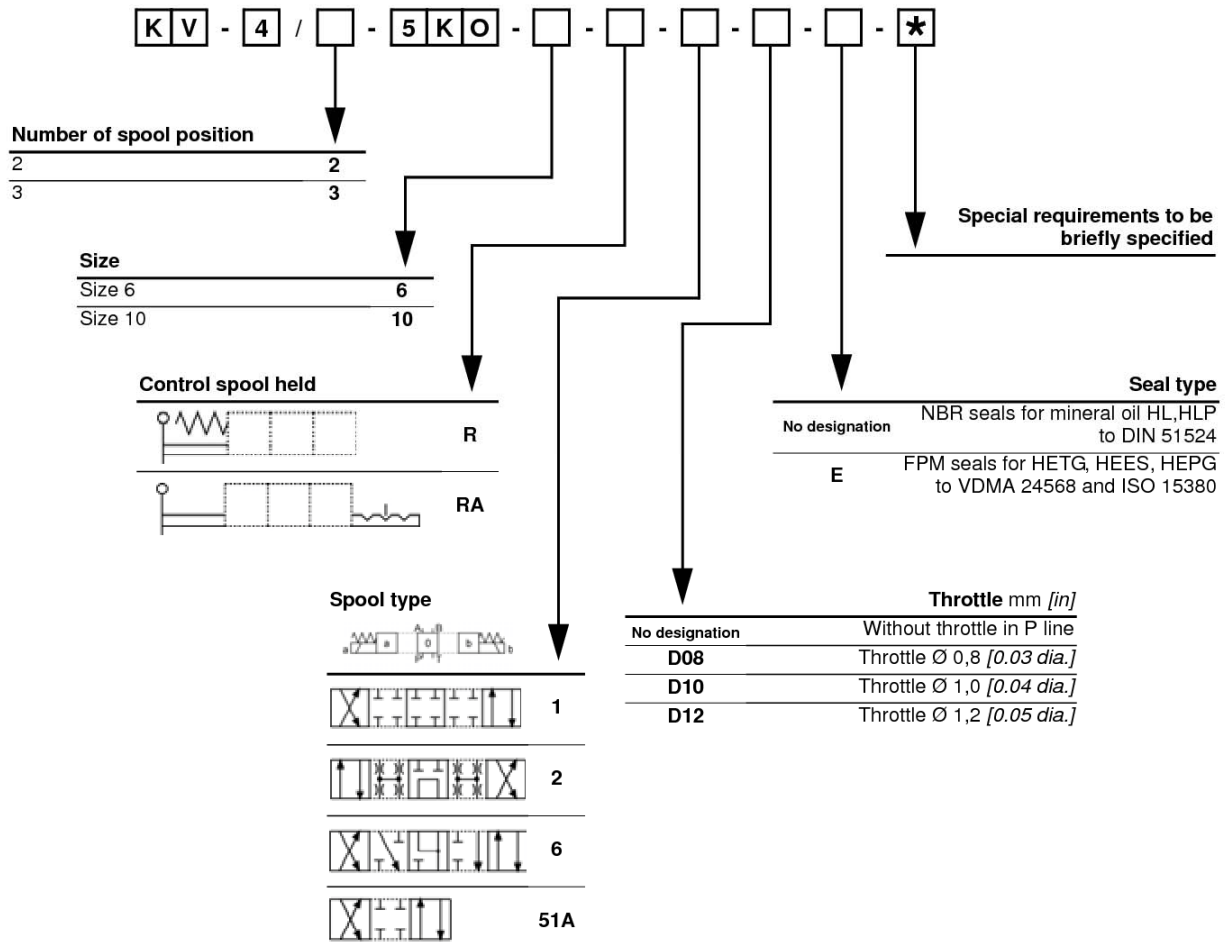 KV - 4 / - 5KO - - - - - - *
Number of spool position
2 2
3 3
Special requirements to be
briefly specified
Size
Size 6 6
Size 10 10
Control spool held
R
RA
Seal type
No designation NBR seals for mineral oil HL,HLP
to DIN 51524
E FPM seals for HETG, HEES, HEPG
to VDMA 24568 and ISO 15380
Spool type
A B
a a 0 b b
P T
1
2
6
51A
Throttle mm [in]
No designation Without throttle in P line
D08 Throttle Ø 0,8 [0.03 dia.]
D10 Throttle Ø 1,0 [0.04 dia.]
D12 Throttle Ø 1,2 [0.05 dia.]